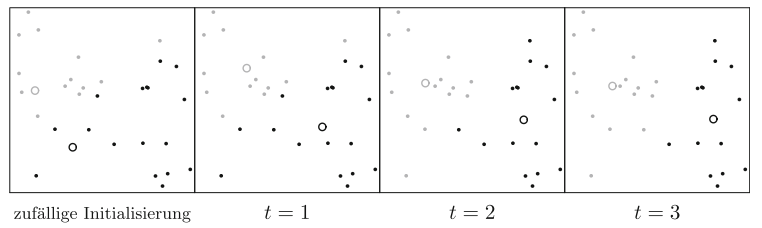 zufällige Initialisierung t = 1 t = 2 t = 3